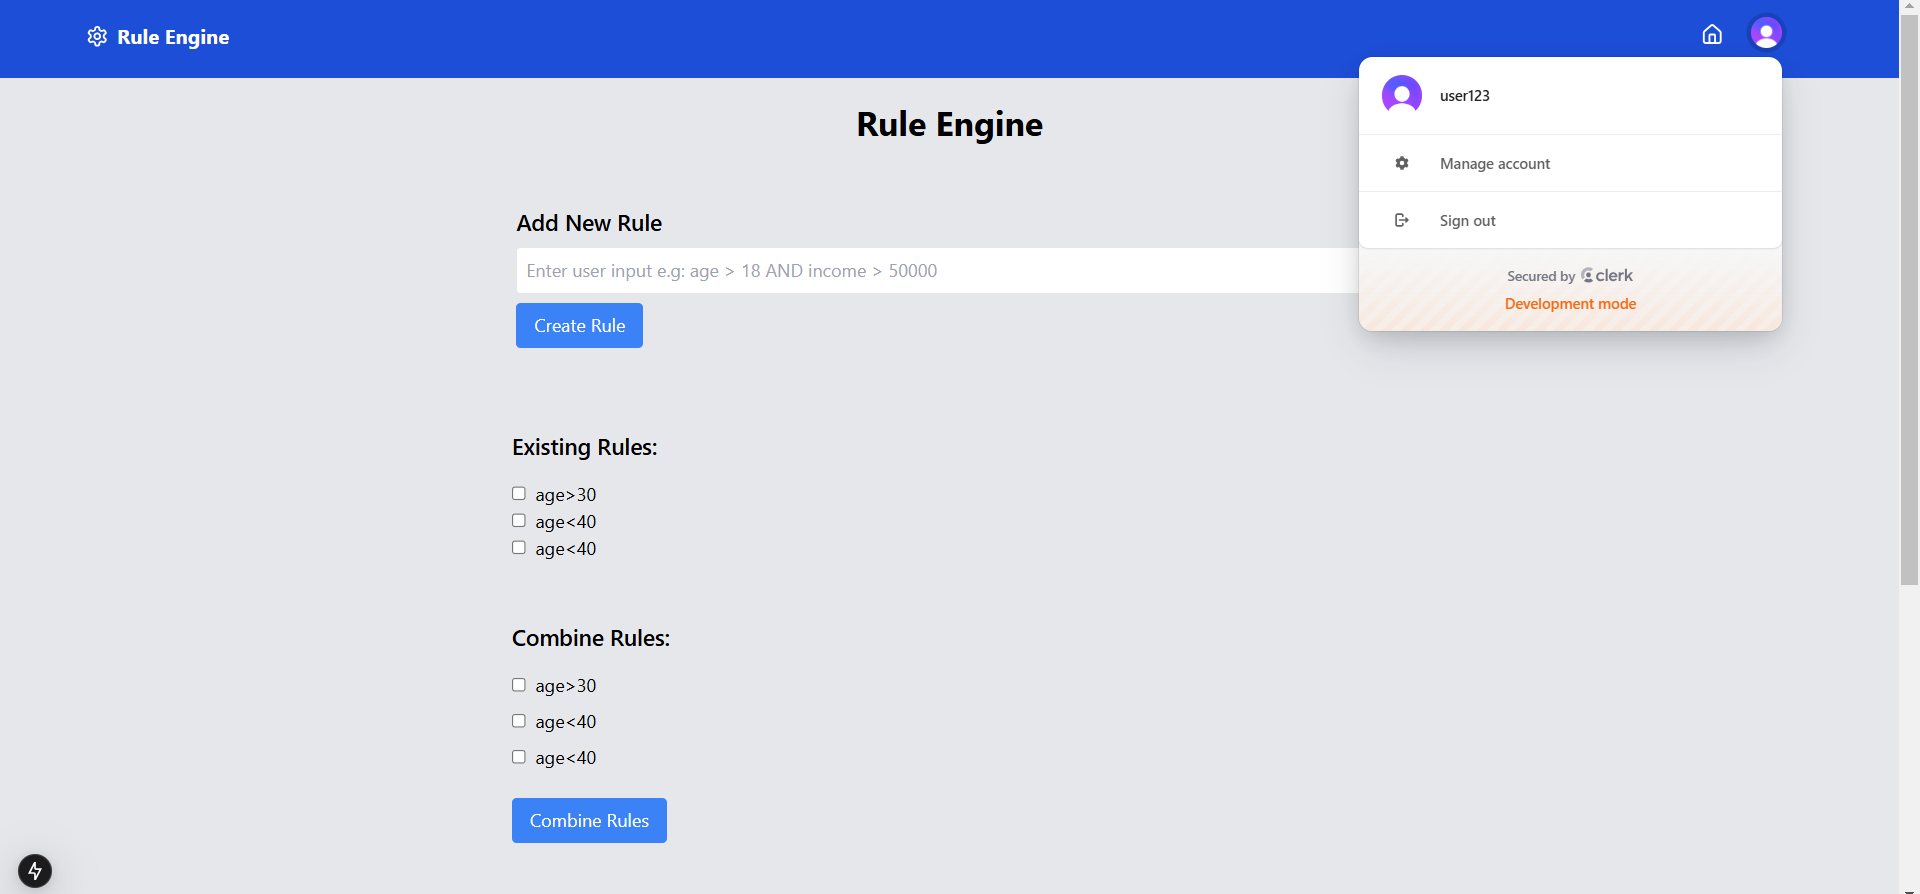 Rule Engine
user123
Rule Engine
Manage account
Add New Rule
Sign out
Enter user input e.g: age > 18 AND income > 50000
Secured by clerk
Development mode
Create Rule
Existing Rules:
age>30
age<40
age<40
Combine Rules:
age>30
age<40
age<40
Combine Rules